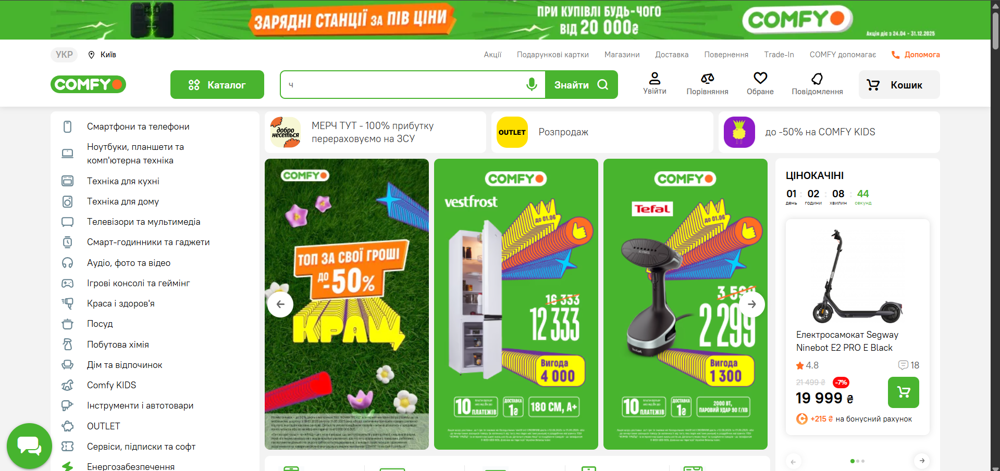 ЗАРЯДНІ СТАНЦІЇ ЗА ПІВ ЦІНИ
ПРИ КУПІВЛІ БУДЬ-ЧОГО
ВІД 20 000₴
COMFY
Акція діє з 24.04 - 31.12.2025
УКР
Київ
Акції
Подарункові картки
Магазини
Доставка
Повернення
Trade-In
COMFY допомагає
Допомога
COMFY
Каталог
ч
Знайти
Увійти
Порівняння
Обране
Повідомлення
Кошик
Смартфони та телефони
Ноутбуки, планшети та
комп'ютерна техніка
Техніка для кухні
Техніка для дому
Телевізори та мультимедіа
Смарт-годинники та гаджети
Аудіо, фото та відео
Ігрові консолі та геймінг
Краса і здоров'я
Посуд
Побутова хімія
Дім та відпочинок
Comfy KIDS
Інструменти і автотовари
OUTLET
Сервіси, підписки та софт
Енергозабезпечення
добро
несеться
МЕРЧ ТУТ - 100% прибутку
перераховуємо на ЗСУ
OUTLET
Розпродаж
до -50% на COMFY KIDS
COMFY
ТОП ЗА СВОЇ ГРОШІ
ДО -50%
КРАЩ
COMFY
vestfrost
до 01.06
16 333
12 333
Вигода
4 000
10 ПЛАТЕЖІВ
ДОСТАВКА
1₴
180 СМ, А+
COMFY
Tefal
до 01.06
2 299
Tefal
Вигода
1 300
10 ПЛАТЕЖІВ
ДОСТАВКА
1₴
2000 ВТ,
ПАРОВИЙ УДАР 90 Г/ХВ
ЦІНОКАЧІНІ
01 : 02 : 08 : 44
день години хвилин секунд
Електросамокат Segway
Ninebot E2 PRO E Black
4.8
18
21 499 ₴
-7%
19 999 ₴
+215 ₴ на бонусний рахунок